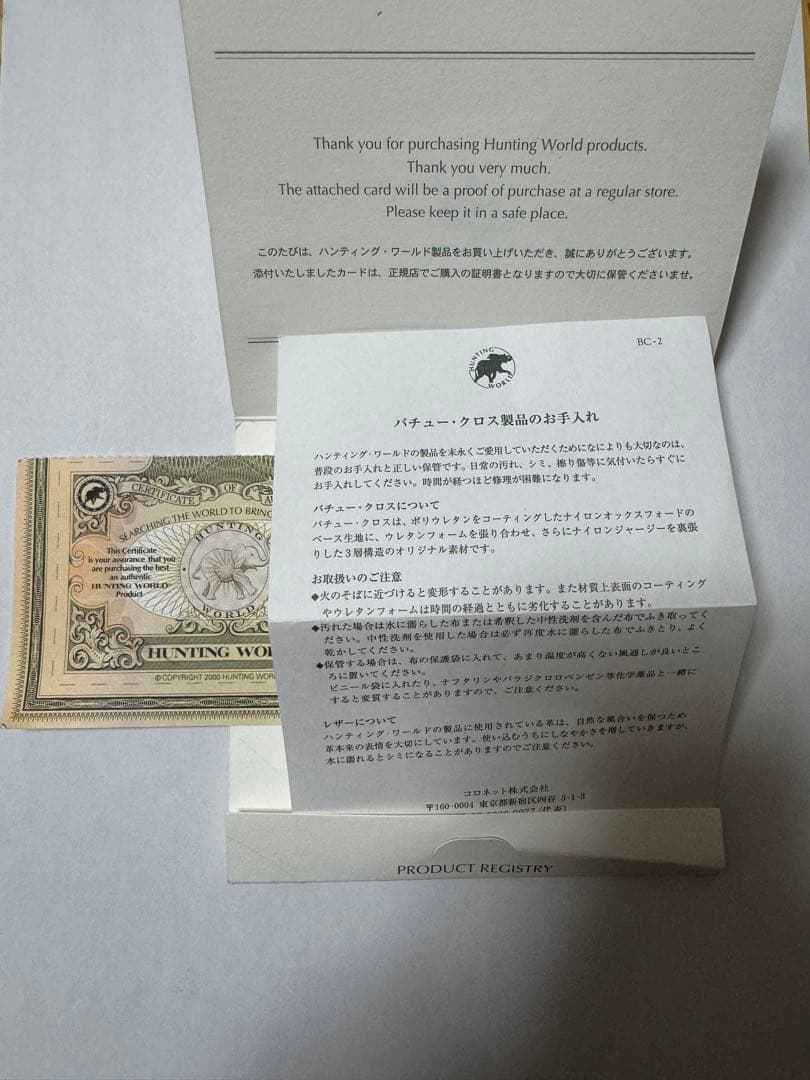 Thank you for purchasing Hunting World products.
Thank you very much.
The attached card will be a proof of purchase at a regular store.
Please keep it in a safe place.
このたびは、ハンティング・ワールド製品をお買い上げいただき、誠にありがとうございます。
添付いたしましたカードは、正規店でご購入の証明書となりますので大切に保管くださいませ。
BC-2
HUNTING
WORLD
バチュー・クロス製品のお手入れ
ハンティング・ワールドの製品を末永くご愛用していただくためになによりも大切なのは、
普段のお手入れと正しい保管です。日常の汚れ、シミ、擦り傷等に気付いたらすぐに
お手入れしてください。時間が経つほど修理が困難になります。
バチュー・クロスについて
バチュー・クロスは、ポリウレタンをコーティングしたナイロンオックスフォードの
ベース生地に、ウレタンフォームを張り合わせ、さらにナイロンジャージーを裏張
りした3層構造のオリジナル素材です。
お取扱いのご注意
◆火のそばに近づけると変形することがあります。また材質上表面のコーティング
やウレタンフォームは時間の経過とともに劣化することがあります。
◆汚れた場合は水に濡らした布または希釈した中性洗剤を含んだ布でふき取ってく
ださい。中性洗剤を使用した場合は必ず再度水に濡らした布でふきとり、よく
乾かしてください。
◆保管する場合は、布の保護袋に入れて、あまり湿度が高くない風通しが良いとこ
ろに置いてください。
ビニール袋に入れたり、ナフタリンやパラジクロロベンゼン等化学薬品と一緒に
すると変質することがありますので、ご注意ください。
レザーについて
ハンティング・ワールドの製品に使用されている革は、自然な風合いを保つため
革本来の表情を大切にしています。使い込むうちにしなやかさを増していきますが、
水に濡れるとシミになることがありますのでご注意ください。
コロネット株式会社
〒160-0004 東京都新宿区四谷 3-1-3
PRODUCT REGISTRY
CERTIFICATE OF
SEARCHING THE WORLD TO BRING
This Certificate
is your assurance that you
are purchasing the best
an authentic
HUNTING WORLD®
Product
HUNTING
WORLD
HUNTING WO
© COPYRIGHT 2000 HUNTING WOR